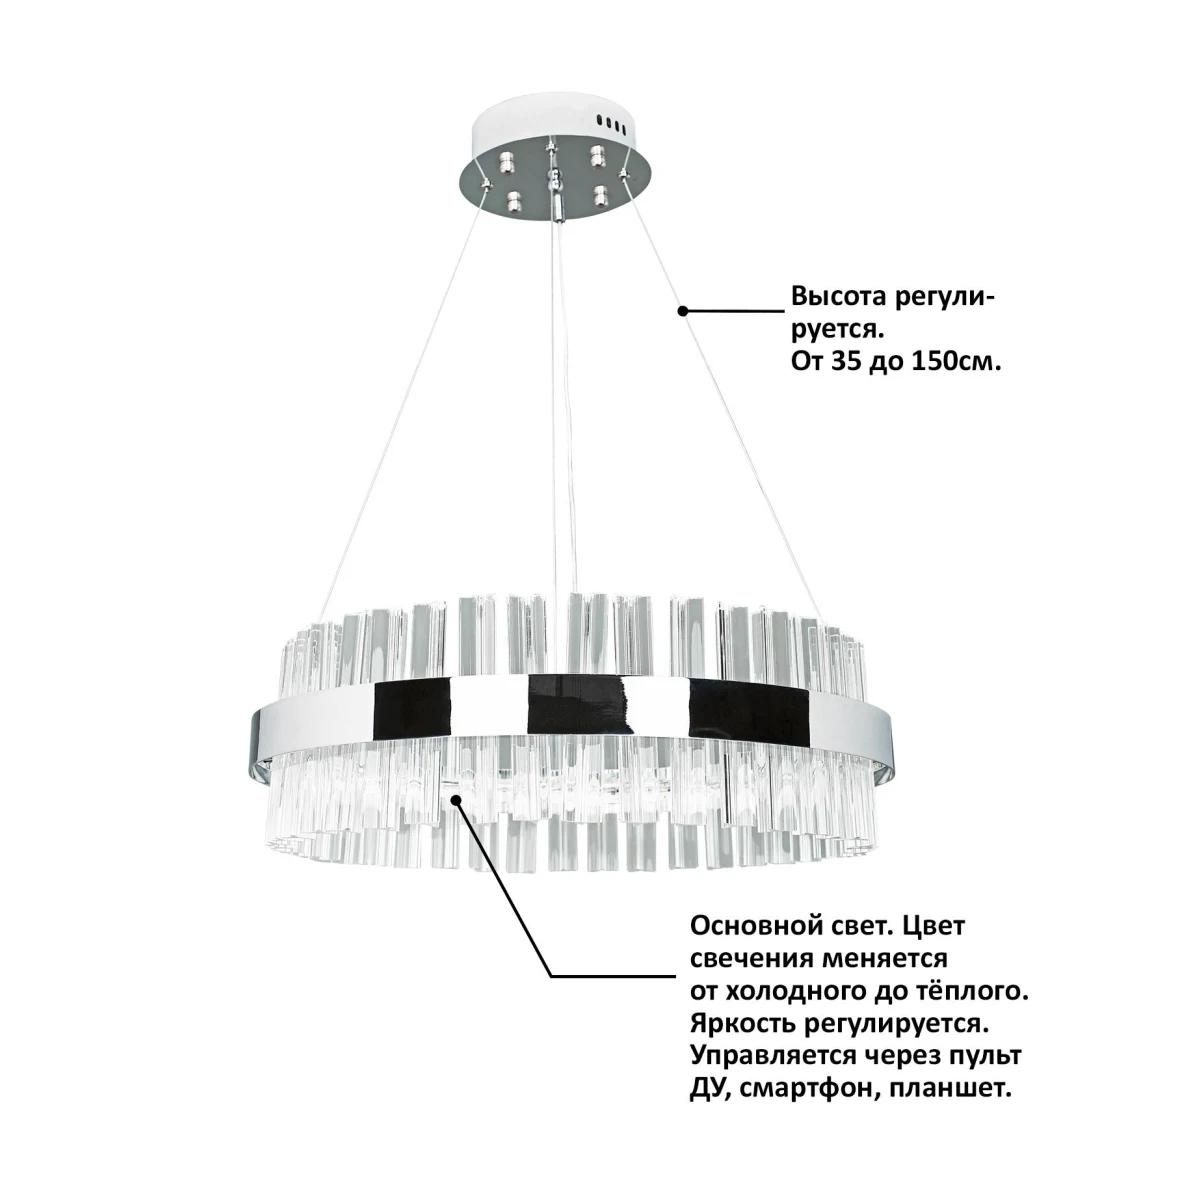 Высота регули-
руется.
От 35 до 150см.
Основной свет. Цвет
свечения меняется
от холодного до тёплого.
Яркость регулируется.
Управляется через пульт
ДУ, смартфон, планшет.